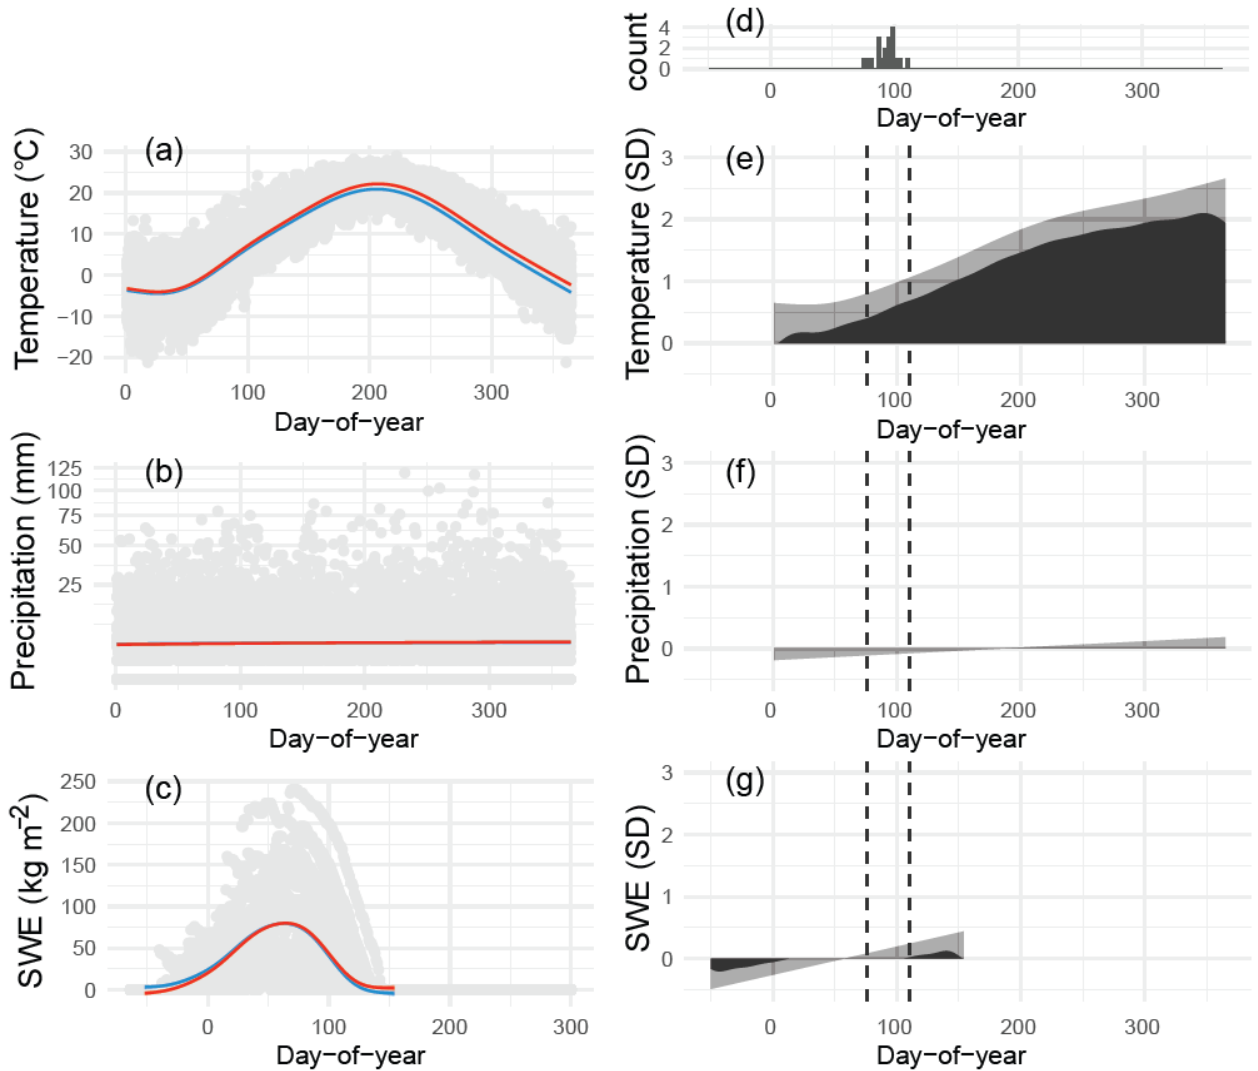 (d)
count
4
2
0
0 100 200 300
Day−of−year
(a)
Temperature (°C)
30
20
10
0
−10
−20
0 100 200 300
Day−of−year
(e)
Temperature (SD)
3
2
1
0
0 100 200 300
Day−of−year
(b)
Precipitation (mm)
125
100
75
50
25
0 100 200 300
Day−of−year
(f)
Precipitation (SD)
3
2
1
0
0 100 200 300
Day−of−year
(c)
SWE (kg m⁻²)
250
200
150
100
50
0
0 100 200 300
Day−of−year
(g)
SWE (SD)
3
2
1
0
0 100 200 300
Day−of−year